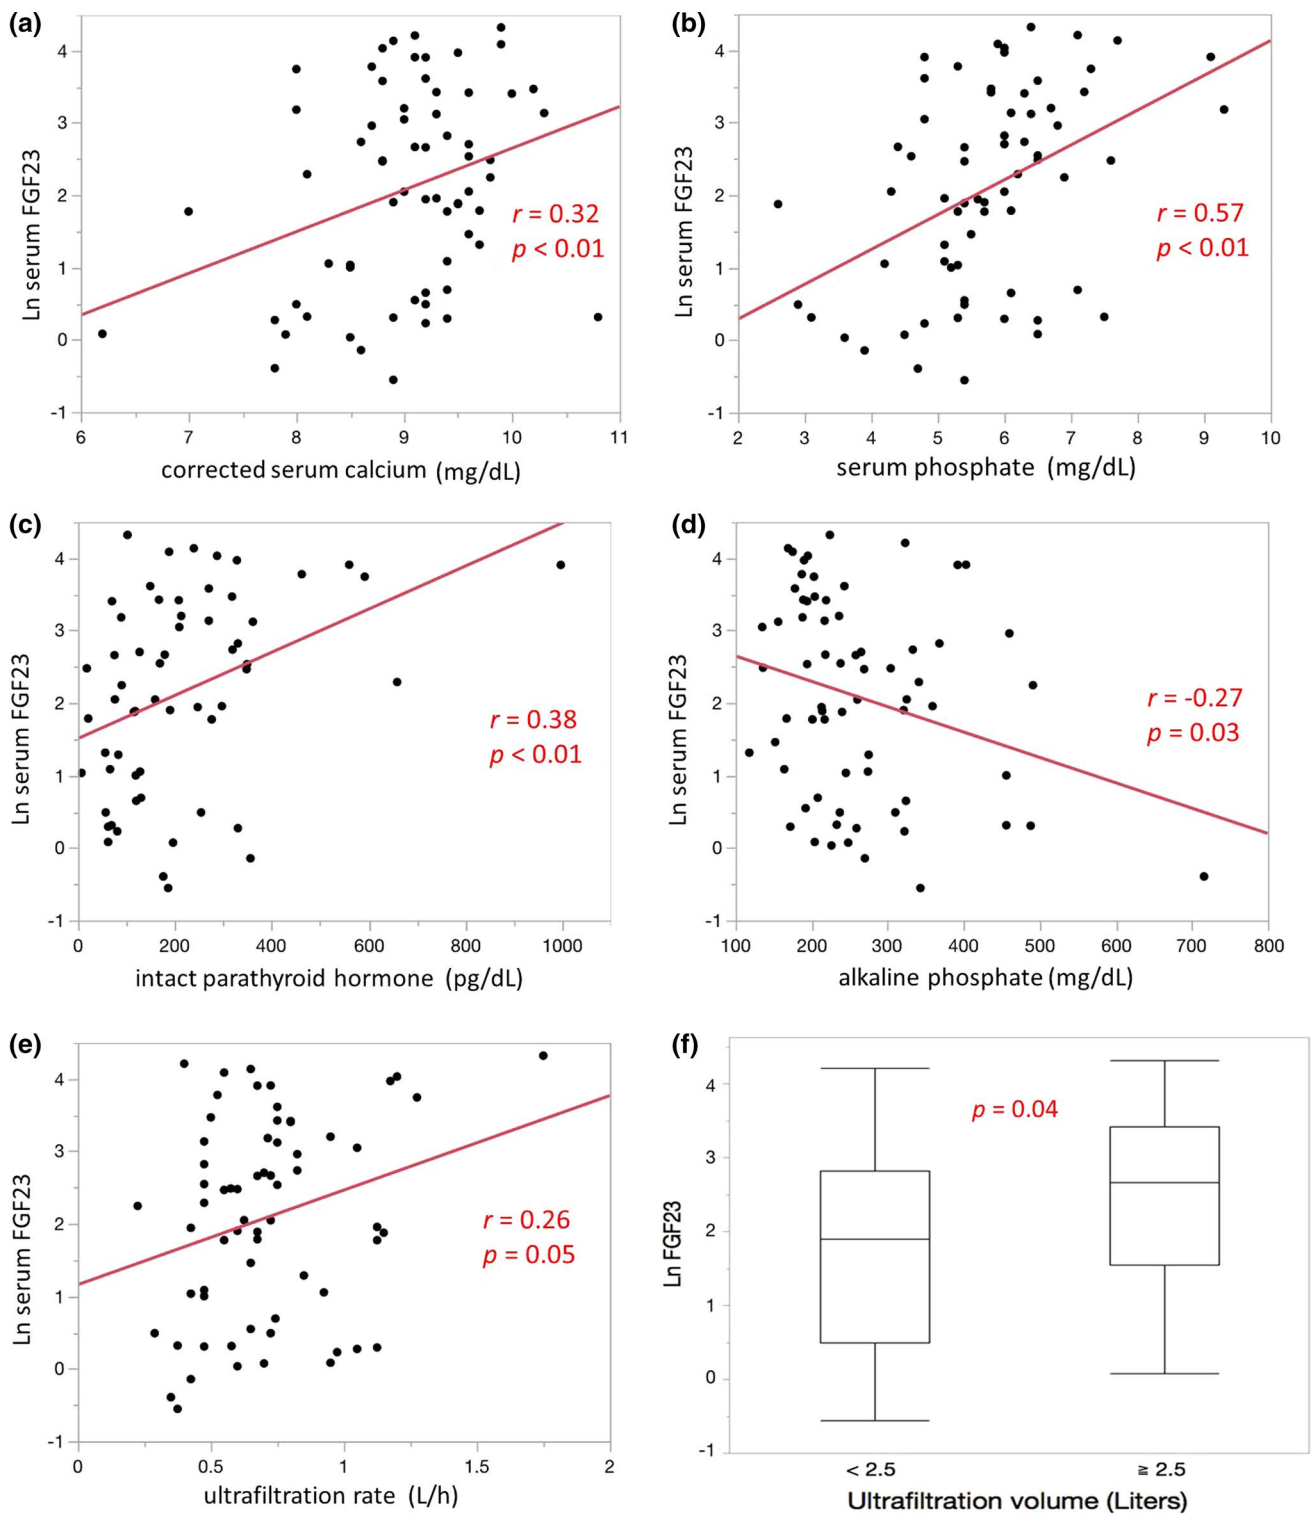 (a)
4
3
2
1
0
-1
Ln serum FGF23
r = 0.32
p < 0.01
6 7 8 9 10 11
corrected serum calcium (mg/dL)
(b)
4
3
2
1
0
-1
Ln serum FGF23
r = 0.57
p < 0.01
2 3 4 5 6 7 8 9 10
serum phosphate (mg/dL)
(c)
4
3
2
1
0
-1
Ln serum FGF23
r = 0.38
p < 0.01
0 200 400 600 800 1000
intact parathyroid hormone (pg/dL)
(d)
4
3
2
1
0
-1
Ln serum FGF23
r = -0.27
p = 0.03
100 200 300 400 500 600 700 800
alkaline phosphate (mg/dL)
(e)
4
3
2
1
0
-1
Ln serum FGF23
r = 0.26
p = 0.05
0 0.5 1 1.5 2
ultrafiltration rate (L/h)
(f)
4
3
2
1
0
-1
Ln FGF23
p = 0.04
< 2.5 ≧ 2.5
Ultrafiltration volume (Liters)